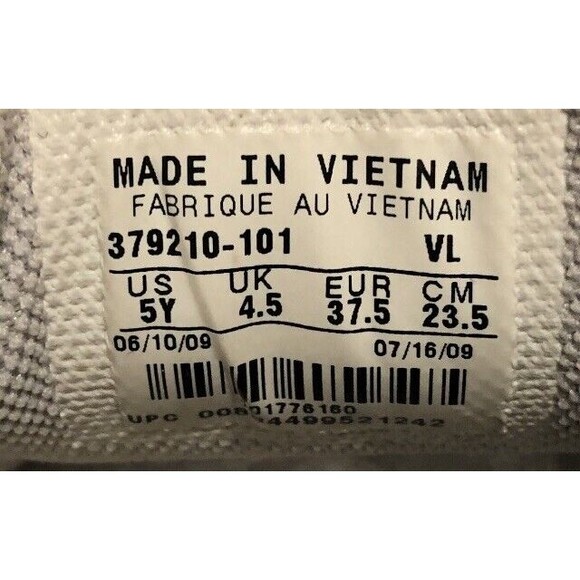 MADE IN VIETNAM
FABRIQUE AU VIETNAM
379210-101 VL
US UK EUR CM
5Y 4.5 37.5 23.5
06/10/09 07/16/09
UPC